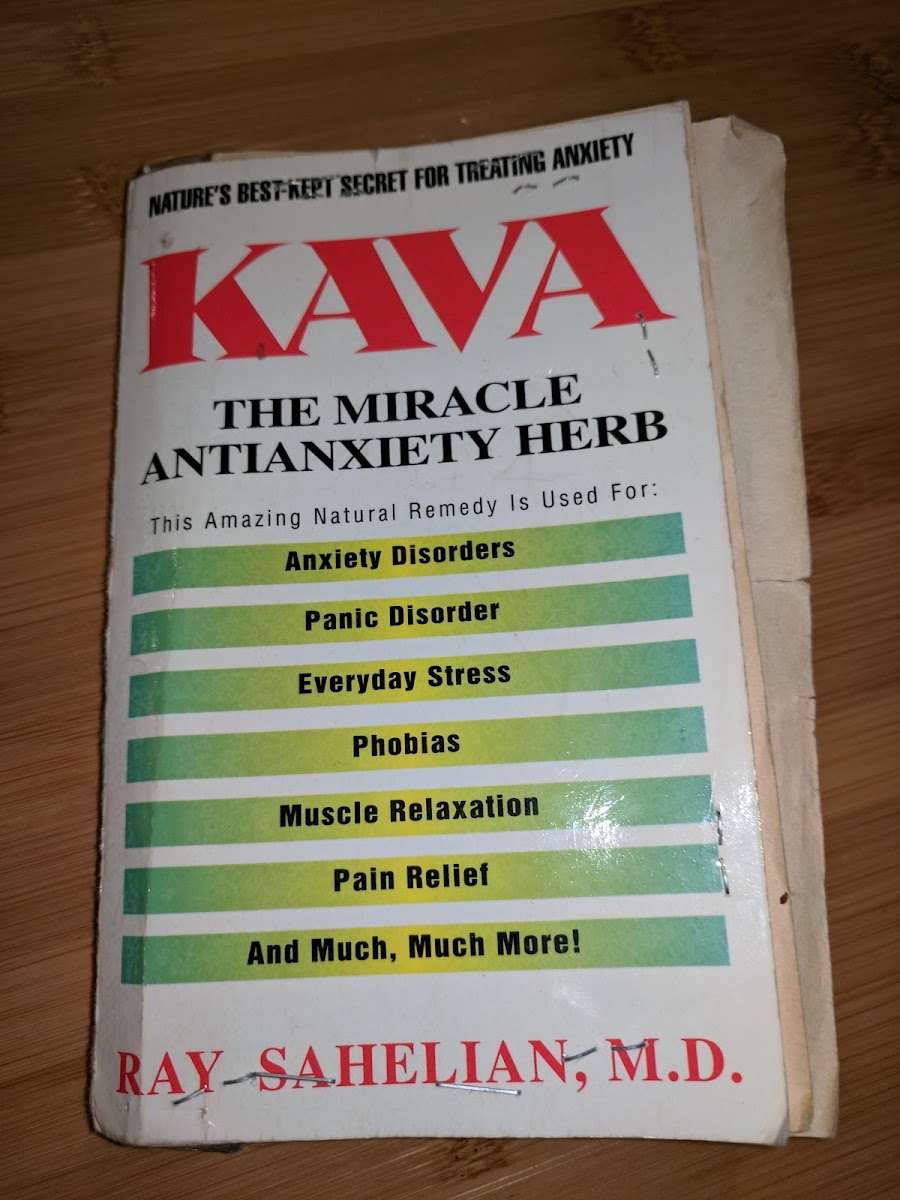 NATURE'S BEST-KEPT SECRET FOR TREATING ANXIETY
KAVA
THE MIRACLE
ANTIANXIETY HERB
This Amazing Natural Remedy Is Used For:
Anxiety Disorders
Panic Disorder
Everyday Stress
Phobias
Muscle Relaxation
Pain Relief
And Much, Much More!
RAY SAHELIAN, M.D.